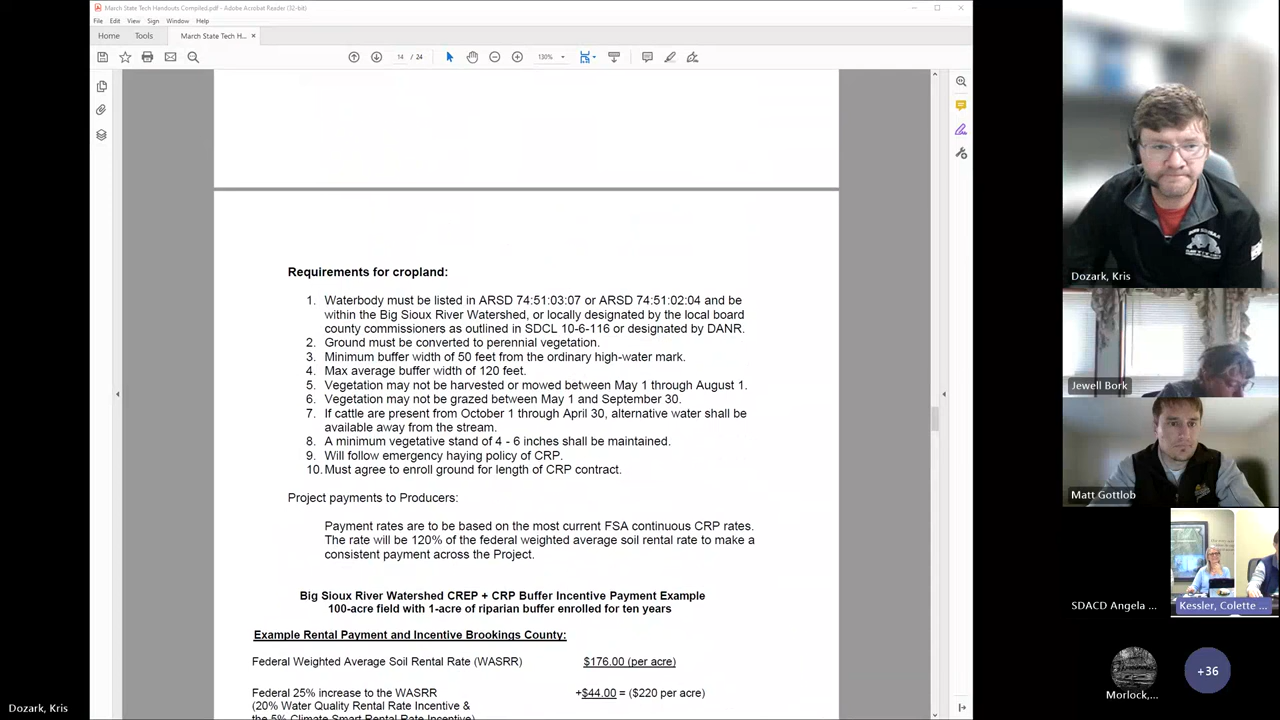 March State Tech Handouts Compiled.pdf - Adobe Acrobat Reader (32-bit)
File Edit View Sign Window Help
Home Tools March State Tech H... ×
14 / 24 130%
Requirements for cropland:
1. Waterbody must be listed in ARSD 74:51:03:07 or ARSD 74:51:02:04 and be
within the Big Sioux River Watershed, or locally designated by the local board
county commissioners as outlined in SDCL 10-6-116 or designated by DANR.
2. Ground must be converted to perennial vegetation.
3. Minimum buffer width of 50 feet from the ordinary high-water mark.
4. Max average buffer width of 120 feet.
5. Vegetation may not be harvested or mowed between May 1 through August 1.
6. Vegetation may not be grazed between May 1 and September 30.
7. If cattle are present from October 1 through April 30, alternative water shall be
available away from the stream.
8. A minimum vegetative stand of 4 - 6 inches shall be maintained.
9. Will follow emergency haying policy of CRP.
10. Must agree to enroll ground for length of CRP contract.
Project payments to Producers:
Payment rates are to be based on the most current FSA continuous CRP rates.
The rate will be 120% of the federal weighted average soil rental rate to make a
consistent payment across the Project.
Big Sioux River Watershed CREP + CRP Buffer Incentive Payment Example
100-acre field with 1-acre of riparian buffer enrolled for ten years
Example Rental Payment and Incentive Brookings County:
Federal Weighted Average Soil Rental Rate (WASRR) $176.00 (per acre)
Federal 25% increase to the WASRR +$44.00 = ($220 per acre)
(20% Water Quality Rental Rate Incentive &
the 5% Climate Smart Rental Rate Incentive)
Dozark, Kris
Jewell Bork
Matt Gottlob
SDACD Angela ...
Kessler, Colette ...
Morlock,...
+36
Dozark, Kris